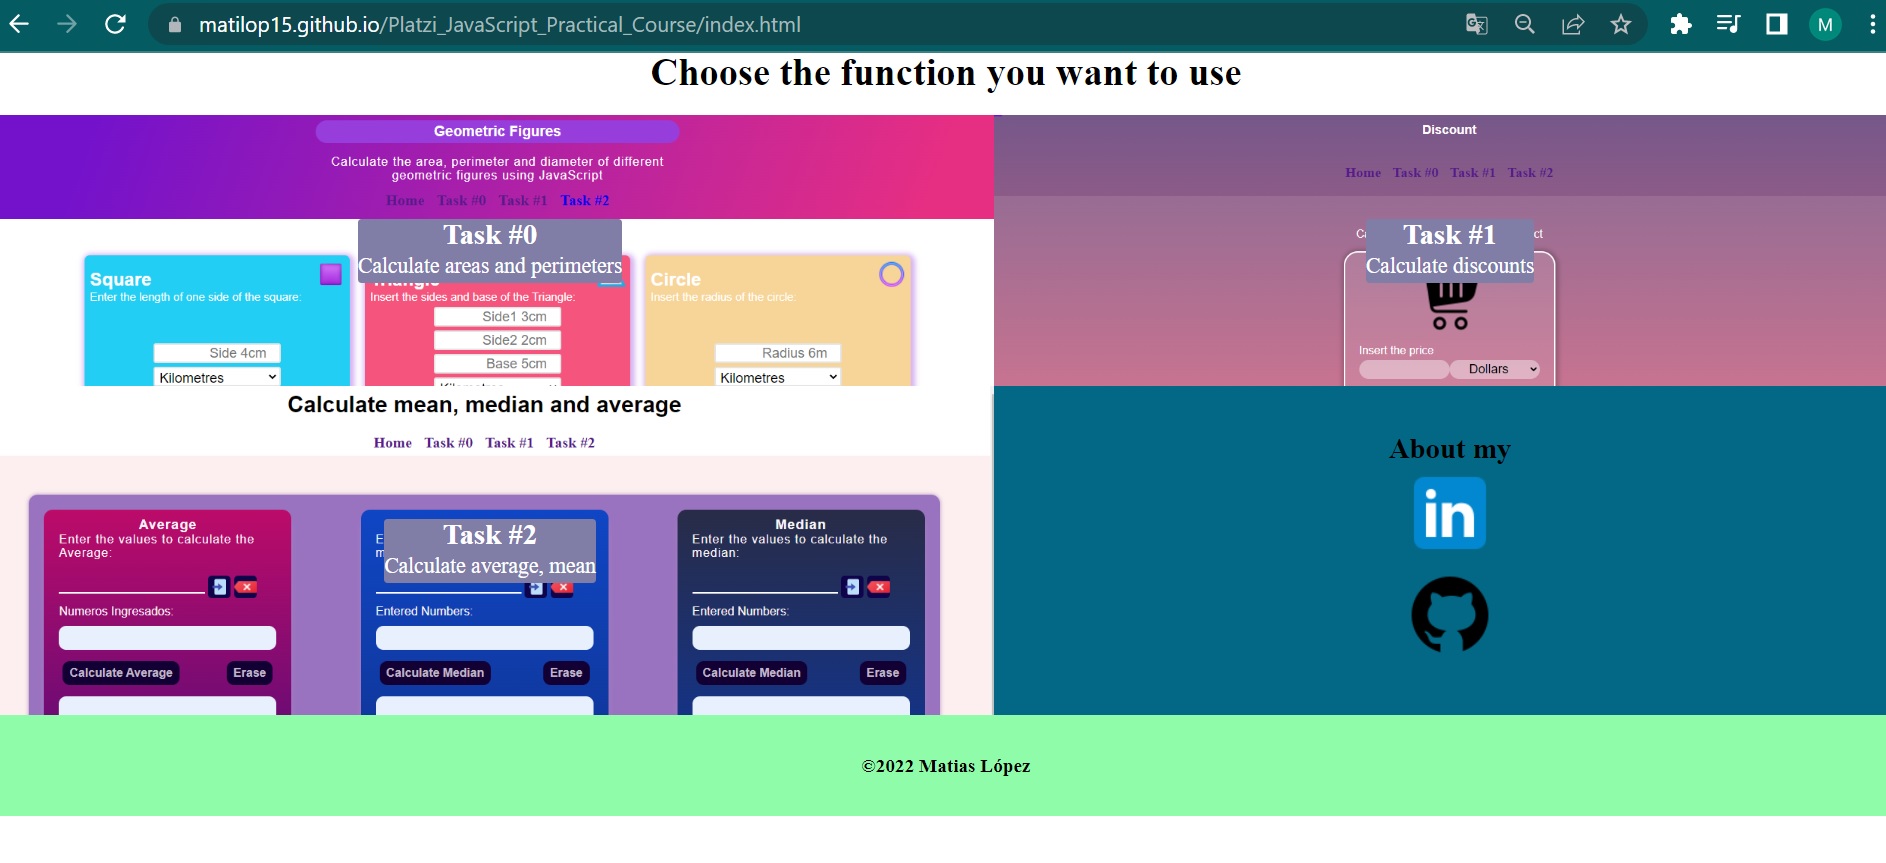 matilop15.github.io/Platzi_JavaScript_Practical_Course/index.html
M
Choose the function you want to use
Geometric Figures
Calculate the area, perimeter and diameter of different
geometric figures using JavaScript
Home Task #0 Task #1 Task #2
Task #0
Calculate areas and perimeters
Square
Enter the length of one side of the square:
Side 4cm
Kilometres
Triangle
Insert the sides and base of the Triangle:
Side1 3cm
Side2 2cm
Base 5cm
Kilometres
Circle
Insert the radius of the circle:
Radius 6m
Kilometres
Discount
Home Task #0 Task #1 Task #2
Task #1
Calculate discounts
Insert the price
Dollars
Calculate mean, median and average
Home Task #0 Task #1 Task #2
Average
Enter the values to calculate the
Average:
Numeros Ingresados:
Calculate Average Erase
Task #2
Calculate average, mean
Entered Numbers:
Calculate Median Erase
Median
Enter the values to calculate the
median:
Entered Numbers:
Calculate Median Erase
About my
in
©2022 Matias López